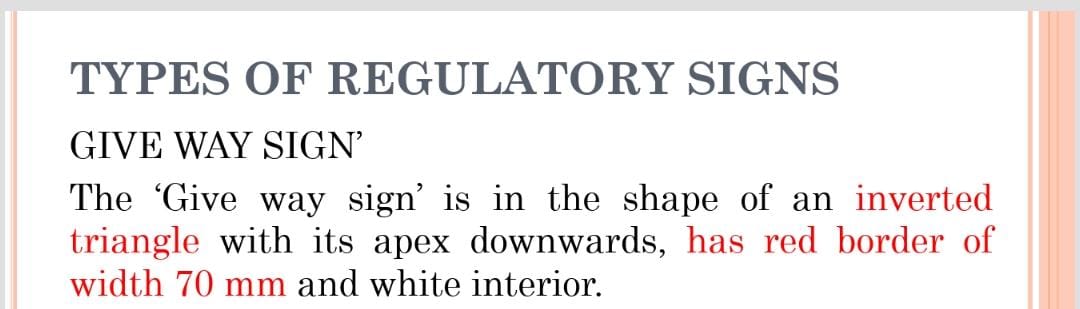 TYPES OF REGULATORY SIGNS
GIVE WAY SIGN’
The ‘Give way sign’ is in the shape of an inverted
triangle with its apex downwards, has red border of
width 70 mm and white interior.